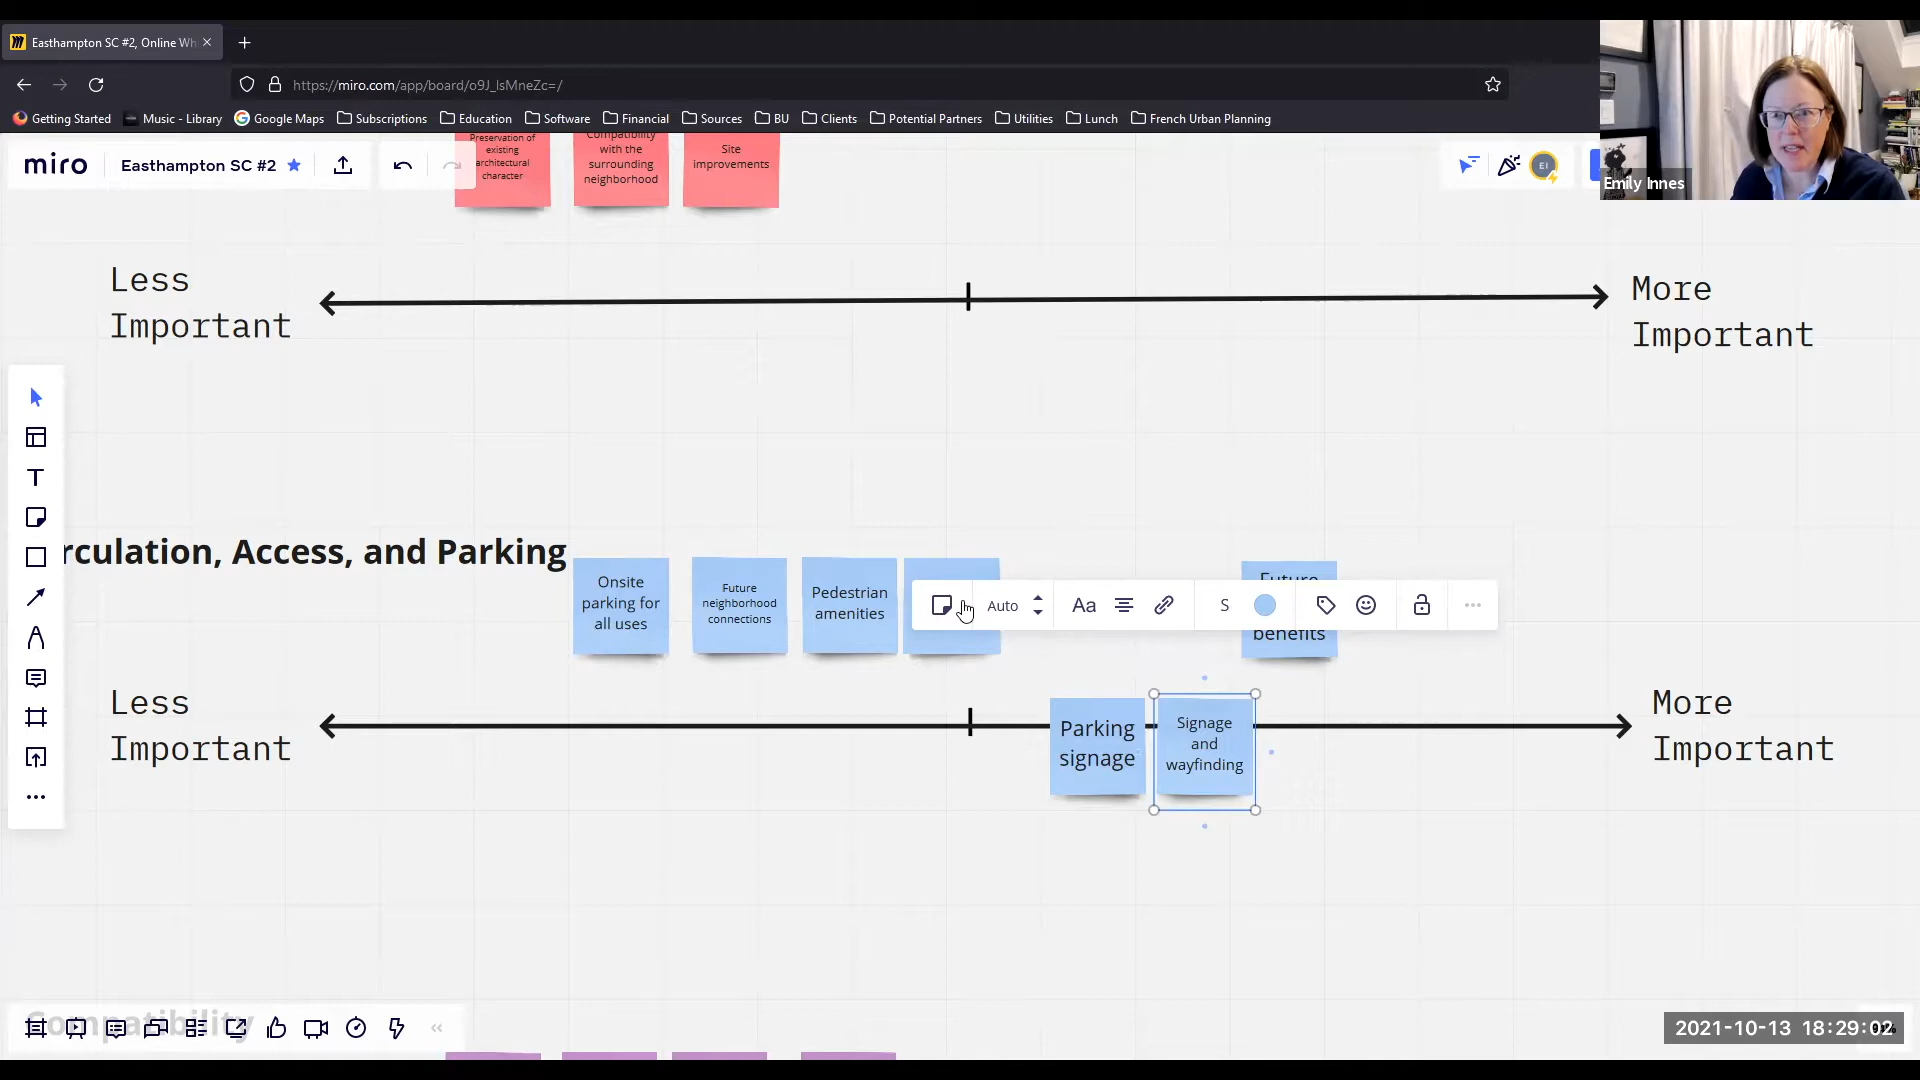 Easthampton SC #2, Online Wh
https://miro.com/app/board/o9J_lsMneZc=/
Getting Started
Music - Library
Google Maps
Subscriptions
Education
Software
Financial
Sources
BU
Clients
Potential Partners
Utilities
Lunch
French Urban Planning
miro
Easthampton SC #2
Preservation of
existing
architectural
character
Compatibility
with the
surrounding
neighborhood
Site
improvements
EI
Emily Innes
Less
Important
More
Important
rculation, Access, and Parking
Onsite
parking for
all uses
Future
neighborhood
connections
Pedestrian
amenities
Auto
Aa
S
Future
benefits
Less
Important
Parking
signage
Signage
and
wayfinding
More
Important
Compatibility
2021-10-13 18:29:02